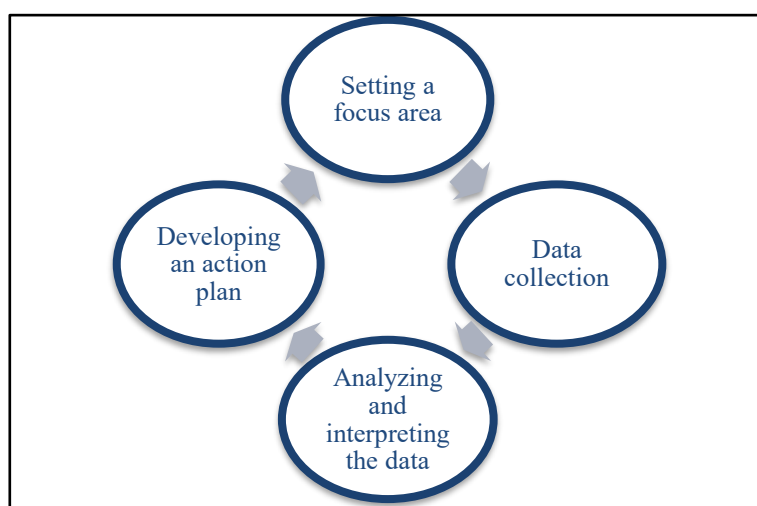 Setting a
focus area
Data
collection
Analyzing
and
interpreting
the data
Developing
an action
plan